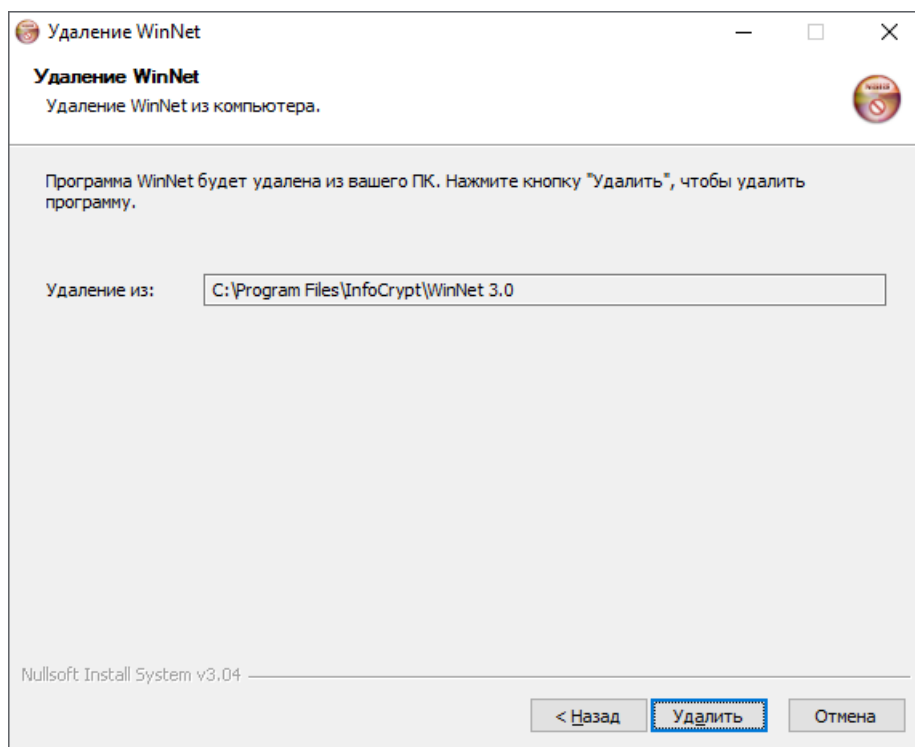 Удаление WinNet
Удаление WinNet
Удаление WinNet из компьютера.
Программа WinNet будет удалена из вашего ПК. Нажмите кнопку "Удалить", чтобы удалить
программу.
Удаление из: C:\Program Files\InfoCrypt\WinNet 3.0
Nullsoft Install System v3.04
< Назад Удалить Отмена